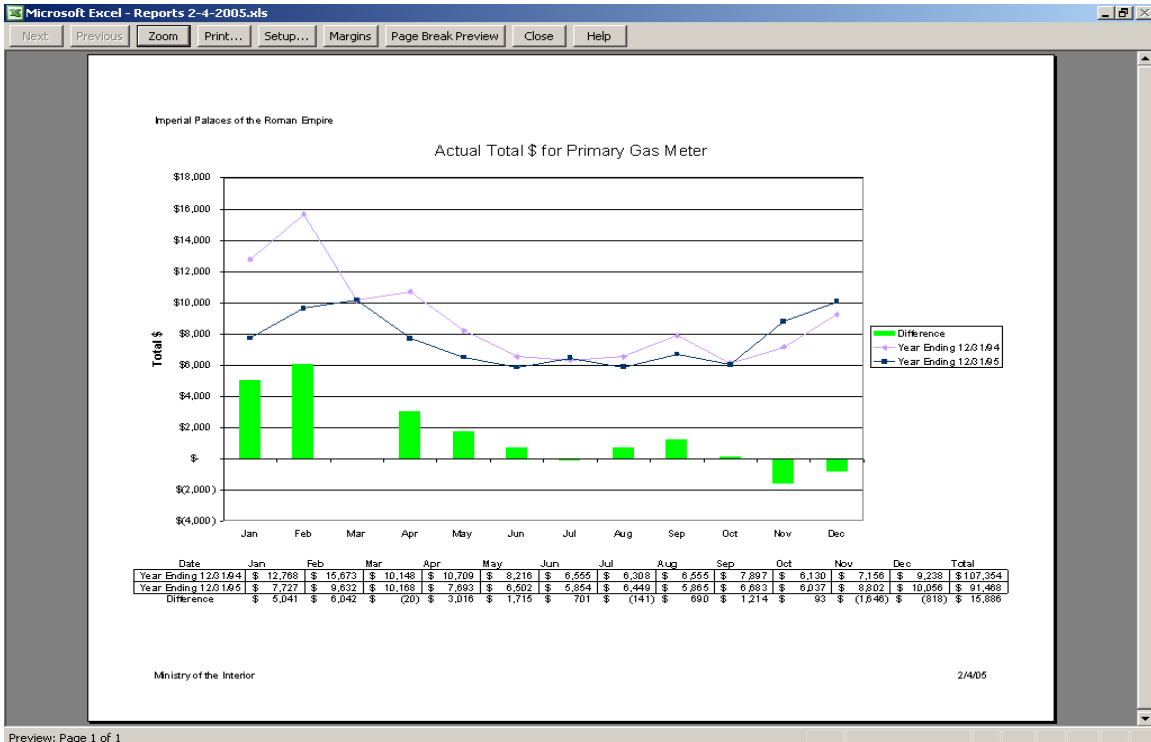 Microsoft Excel - Reports 2-4-2005.xls
Next Previous Zoom Print... Setup... Margins Page Break Preview Close Help
Imperial Palaces of the Roman Empire
Actual Total $ for Primary Gas Meter
$18,000
$16,000
$14,000
$12,000
$10,000
$8,000
$6,000
$4,000
$2,000
$-
$(2,000)
$(4,000)
Total $
Jan Feb Mar Apr May Jun Jul Aug Sep Oct Nov Dec
Difference
Year Ending 12/31/94
Year Ending 12/31/95
Date Jan Feb Mar Apr May Jun Jul Aug Sep Oct Nov Dec Total
Year Ending 12/31/94 $ 12,768 $ 15,673 $ 10,148 $ 10,709 $ 8,216 $ 6,555 $ 6,308 $ 6,555 $ 7,897 $ 6,130 $ 7,156 $ 9,238 $107,354
Year Ending 12/31/95 $ 7,727 $ 9,632 $ 10,168 $ 7,693 $ 6,502 $ 5,854 $ 6,449 $ 5,865 $ 6,683 $ 6,037 $ 8,802 $ 10,056 $ 91,468
Difference $ 5,041 $ 6,042 $ (20) $ 3,016 $ 1,715 $ 701 $ (141) $ 690 $ 1,214 $ 93 $ (1,646) $ (818) $ 15,886
Ministry of the Interior 2/4/05
Preview: Page 1 of 1